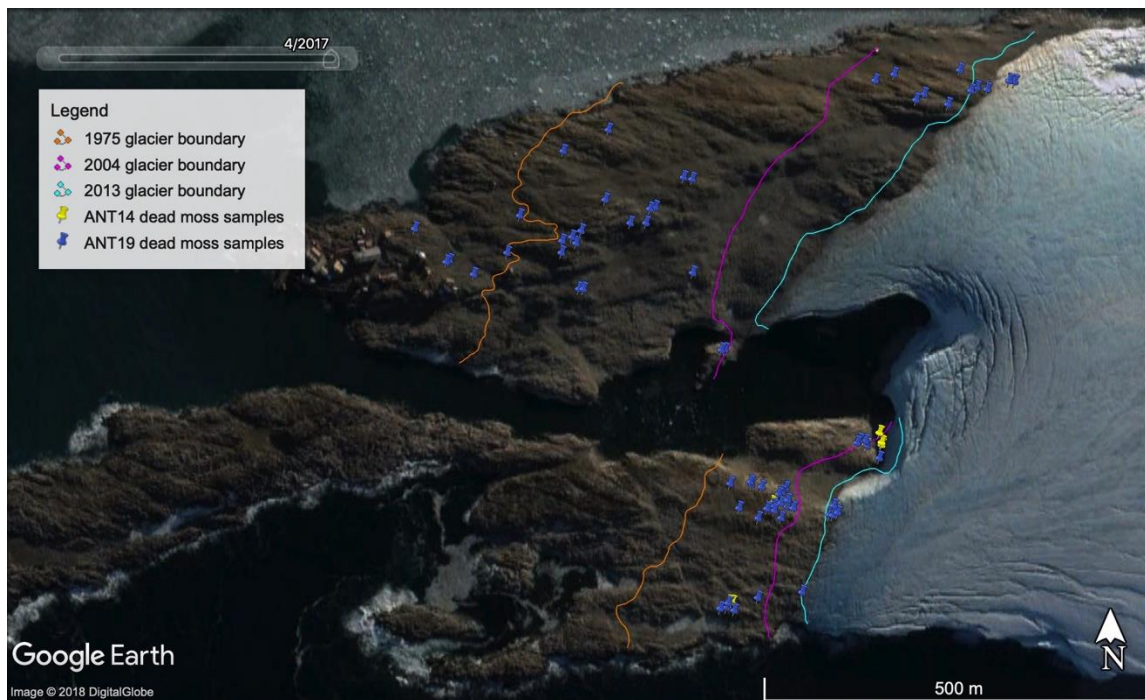 4/2017
Legend
1975 glacier boundary
2004 glacier boundary
2013 glacier boundary
ANT14 dead moss samples
ANT19 dead moss samples
Google Earth
Image © 2018 DigitalGlobe
N
500 m